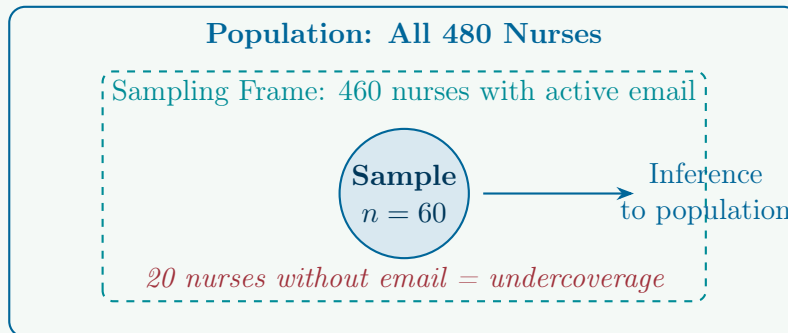 Population: All 480 Nurses
Sampling Frame: 460 nurses with active email
Sample
n = 60
Inference
to population
20 nurses without email = undercoverage